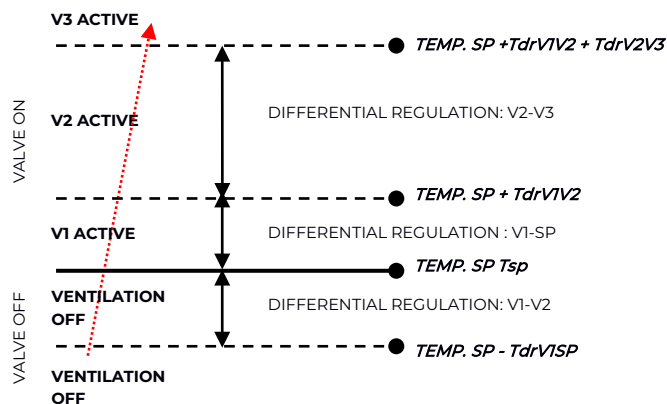 V3 ACTIVE
TEMP. SP +TdrV1V2 + TdrV2V3
VALVE ON
V2 ACTIVE
DIFFERENTIAL REGULATION: V2-V3
TEMP. SP + TdrV1V2
V1 ACTIVE
DIFFERENTIAL REGULATION : V1-SP
TEMP. SP Tsp
VALVE OFF
VENTILATION
OFF
DIFFERENTIAL REGULATION: V1-V2
TEMP. SP - TdrV1SP
VENTILATION
OFF